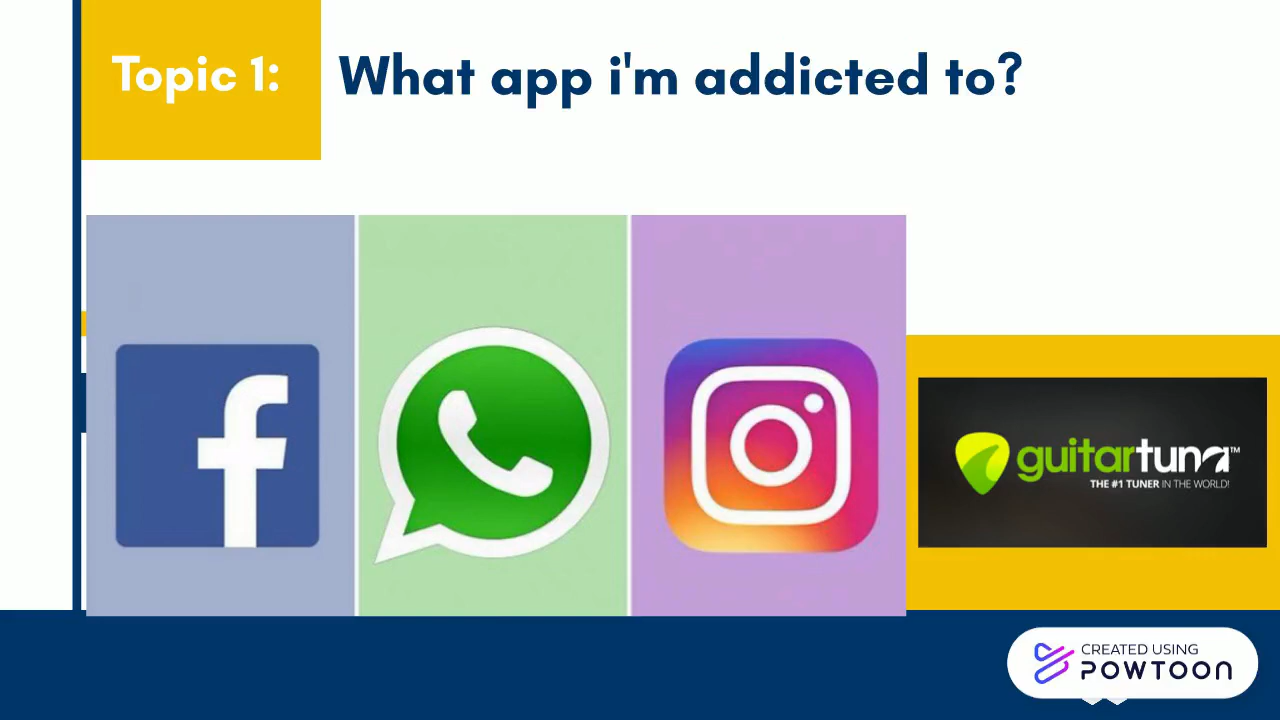 Topic 1:
What app i'm addicted to?
guitartuna™
THE #1 TUNER IN THE WORLD!
CREATED USING
POWTOON